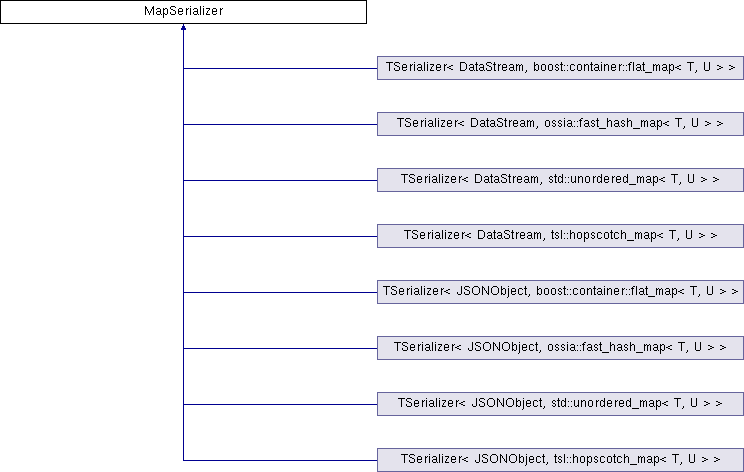 MapSerializer
TSerializer< DataStream, boost::container::flat_map< T, U > >
TSerializer< DataStream, ossia::fast_hash_map< T, U > >
TSerializer< DataStream, std::unordered_map< T, U > >
TSerializer< DataStream, tsl::hopscotch_map< T, U > >
TSerializer< JSONObject, boost::container::flat_map< T, U > >
TSerializer< JSONObject, ossia::fast_hash_map< T, U > >
TSerializer< JSONObject, std::unordered_map< T, U > >
TSerializer< JSONObject, tsl::hopscotch_map< T, U > >